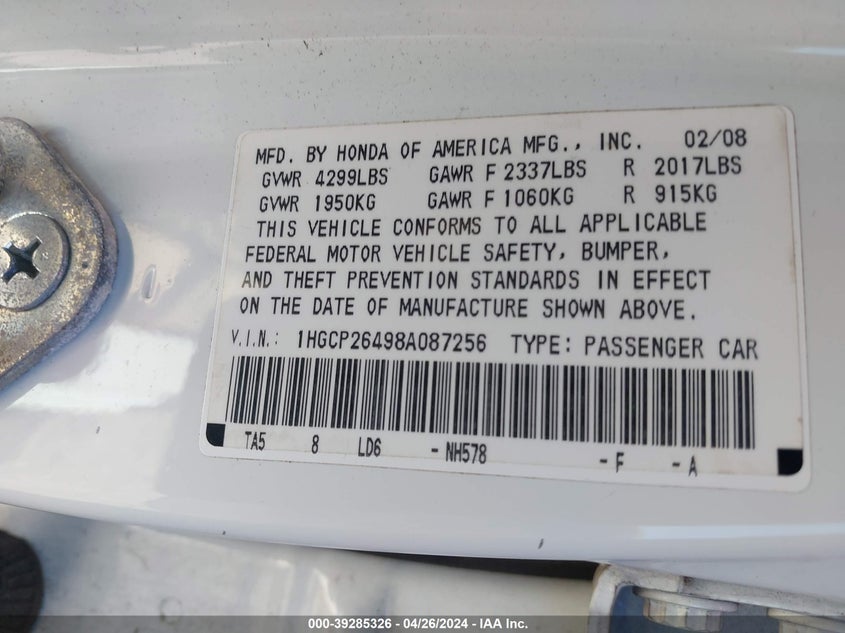 MFD. BY HONDA OF AMERICA MFG., INC. 02/08
GVWR 4299LBS GAWR F 2337LBS R 2017LBS
GVWR 1950KG GAWR F 1060KG R 915KG
THIS VEHICLE CONFORMS TO ALL APPLICABLE
FEDERAL MOTOR VEHICLE SAFETY, BUMPER,
AND THEFT PREVENTION STANDARDS IN EFFECT
ON THE DATE OF MANUFACTURE SHOWN ABOVE.
V.I.N.: 1HGCP26498A087256 TYPE: PASSENGER CAR
TA5 8 LD6 -NH578 -F -A
000-39285326 - 04/26/2024 - IAA Inc.